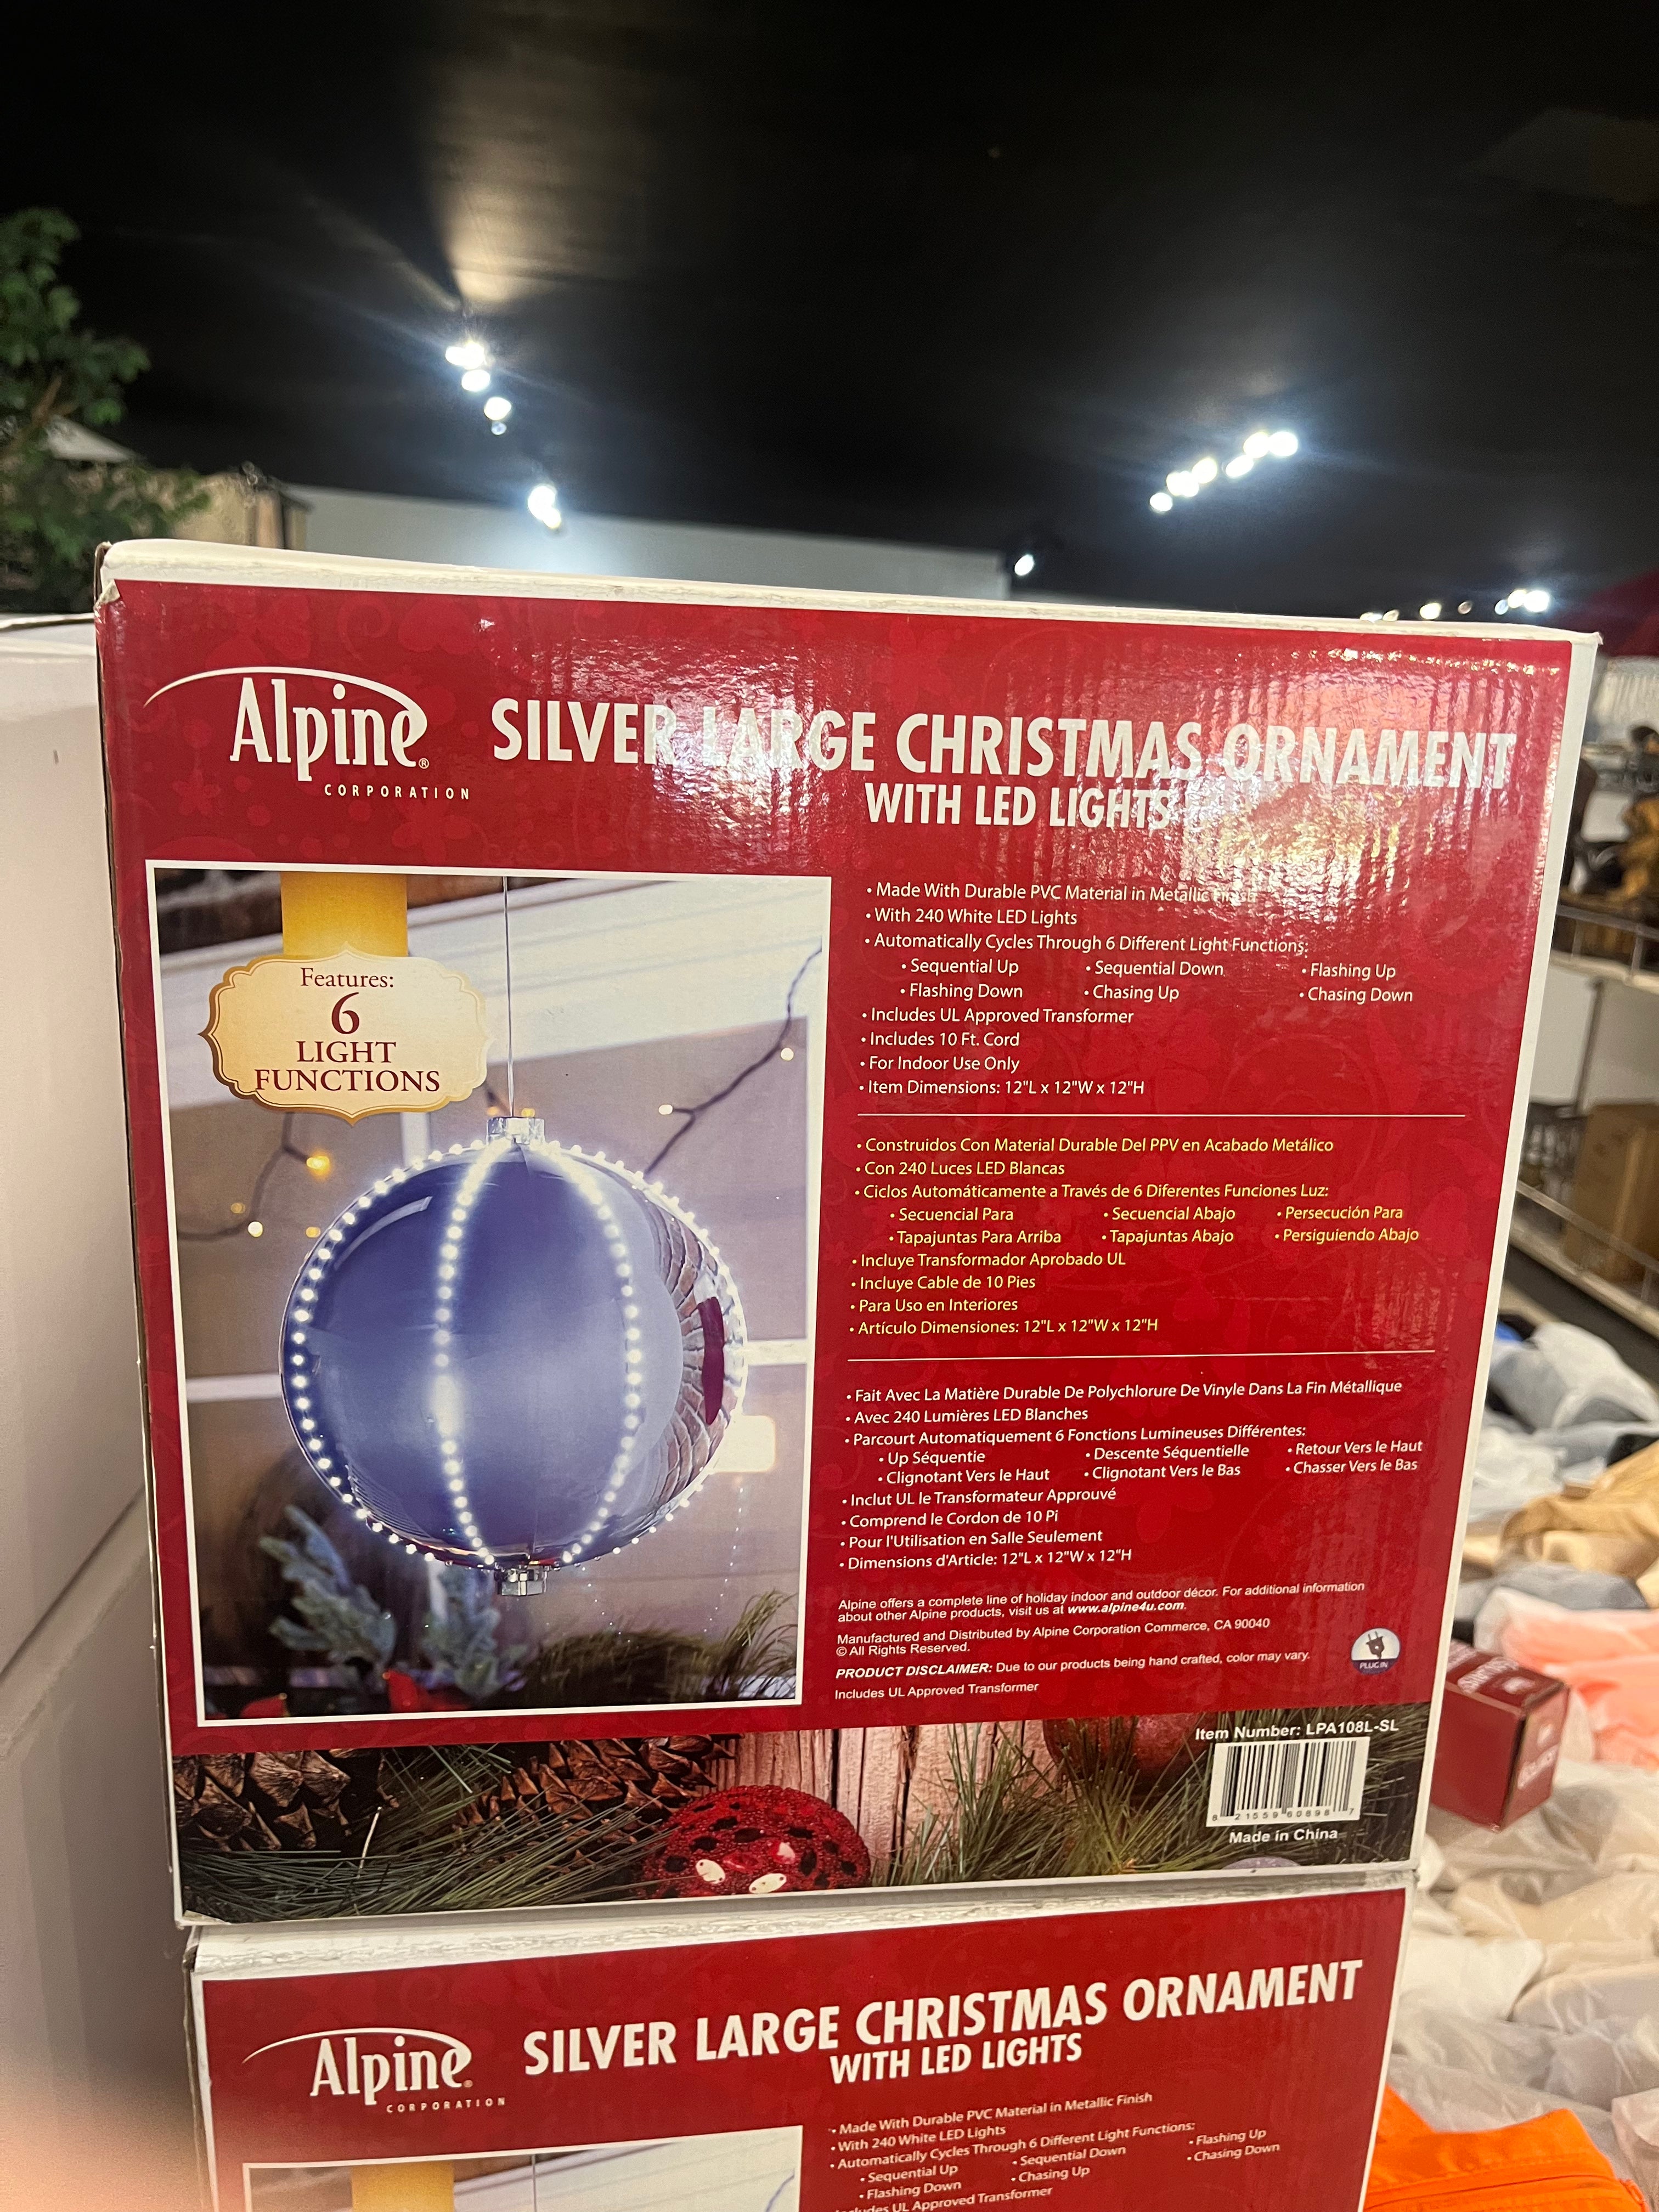 Alpine®
CORPORATION
SILVER LARGE CHRISTMAS ORNAMENT
WITH LED LIGHTS
Features:
6
LIGHT
FUNCTIONS
• Made With Durable PVC Material in Metallic Finish
• With 240 White LED Lights
• Automatically Cycles Through 6 Different Light Functions:
• Sequential Up • Sequential Down • Flashing Up
• Flashing Down • Chasing Up • Chasing Down
• Includes UL Approved Transformer
• Includes 10 Ft. Cord
• For Indoor Use Only
• Item Dimensions: 12"L x 12"W x 12"H
• Construidos Con Material Durable Del PPV en Acabado Metálico
• Con 240 Luces LED Blancas
• Ciclos Automáticamente a Través de 6 Diferentes Funciones Luz:
• Secuencial Para • Secuencial Abajo • Persecución Para
• Tapajuntas Para Arriba • Tapajuntas Abajo • Persiguiendo Abajo
• Incluye Transformador Aprobado UL
• Incluye Cable de 10 Pies
• Para Uso en Interiores
• Artículo Dimensiones: 12"L x 12"W x 12"H
• Fait Avec La Matière Durable De Polychlorure De Vinyle Dans La Fin Métallique
• Avec 240 Lumières LED Blanches
• Parcourt Automatiquement 6 Fonctions Lumineuses Différentes:
• Up Séquentie • Descente Séquentielle • Retour Vers le Haut
• Clignotant Vers le Haut • Clignotant Vers le Bas • Chasser Vers le Bas
• Inclut UL le Transformateur Approuvé
• Comprend le Cordon de 10 Pi
• Pour l'Utilisation en Salle Seulement
• Dimensions d'Article: 12"L x 12"W x 12"H
Alpine offers a complete line of holiday indoor and outdoor décor. For additional information
about other Alpine products, visit us at www.alpine4u.com.
Manufactured and Distributed by Alpine Corporation Commerce, CA 90040
© All Rights Reserved.
PRODUCT DISCLAIMER: Due to our products being hand crafted, color may vary.
Includes UL Approved Transformer
PLUG IN
Item Number: LPA108L-SL
8 21559 60898 7
Made in China
Alpine®
CORPORATION
SILVER LARGE CHRISTMAS ORNAMENT
WITH LED LIGHTS
• Made With Durable PVC Material in Metallic Finish
• With 240 White LED Lights
• Automatically Cycles Through 6 Different Light Functions:
• Sequential Up • Sequential Down • Flashing Up
• Flashing Down • Chasing Up • Chasing Down
UL Approved Transformer